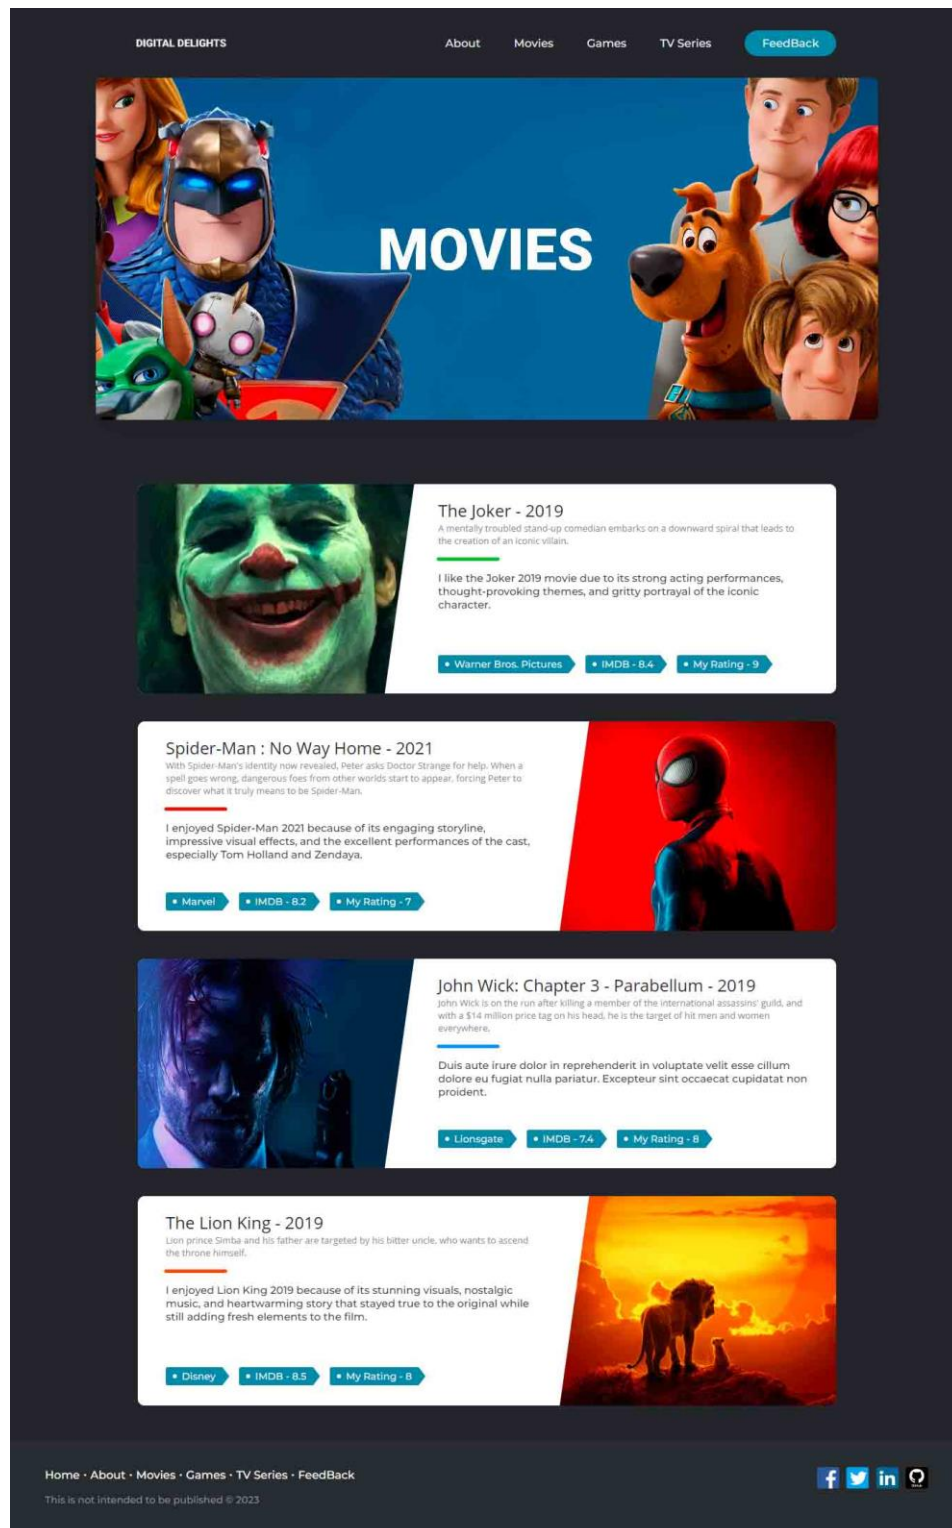 DIGITAL DELIGHTS
About Movies Games TV Series FeedBack
MOVIES
The Joker - 2019
A mentally troubled stand-up comedian embarks on a downward spiral that leads to
the creation of an iconic villain.
I like the Joker 2019 movie due to its strong acting performances,
thought-provoking themes, and gritty portrayal of the iconic
character.
• Warner Bros. Pictures • IMDB - 8.4 • My Rating - 9
Spider-Man : No Way Home - 2021
With Spider-Man's identity now revealed, Peter asks Doctor Strange for help. When a
spell goes wrong, dangerous foes from other worlds start to appear, forcing Peter to
discover what it truly means to be Spider-Man.
I enjoyed Spider-Man 2021 because of its engaging storyline,
impressive visual effects, and the excellent performances of the cast,
especially Tom Holland and Zendaya.
• Marvel • IMDB - 8.2 • My Rating - 7
John Wick: Chapter 3 - Parabellum - 2019
John Wick is on the run after killing a member of the international assassins' guild, and
with a $14 million price tag on his head, he is the target of hit men and women
everywhere.
Duis aute irure dolor in reprehenderit in voluptate velit esse cillum
dolore eu fugiat nulla pariatur. Excepteur sint occaecat cupidatat non
proident.
• Lionsgate • IMDB - 7.4 • My Rating - 8
The Lion King - 2019
Lion prince Simba and his father are targeted by his bitter uncle, who wants to ascend
the throne himself.
I enjoyed Lion King 2019 because of its stunning visuals, nostalgic
music, and heartwarming story that stayed true to the original while
still adding fresh elements to the film.
• Disney • IMDB - 8.5 • My Rating - 8
Home • About • Movies • Games • TV Series • FeedBack
This is not intended to be published © 2023